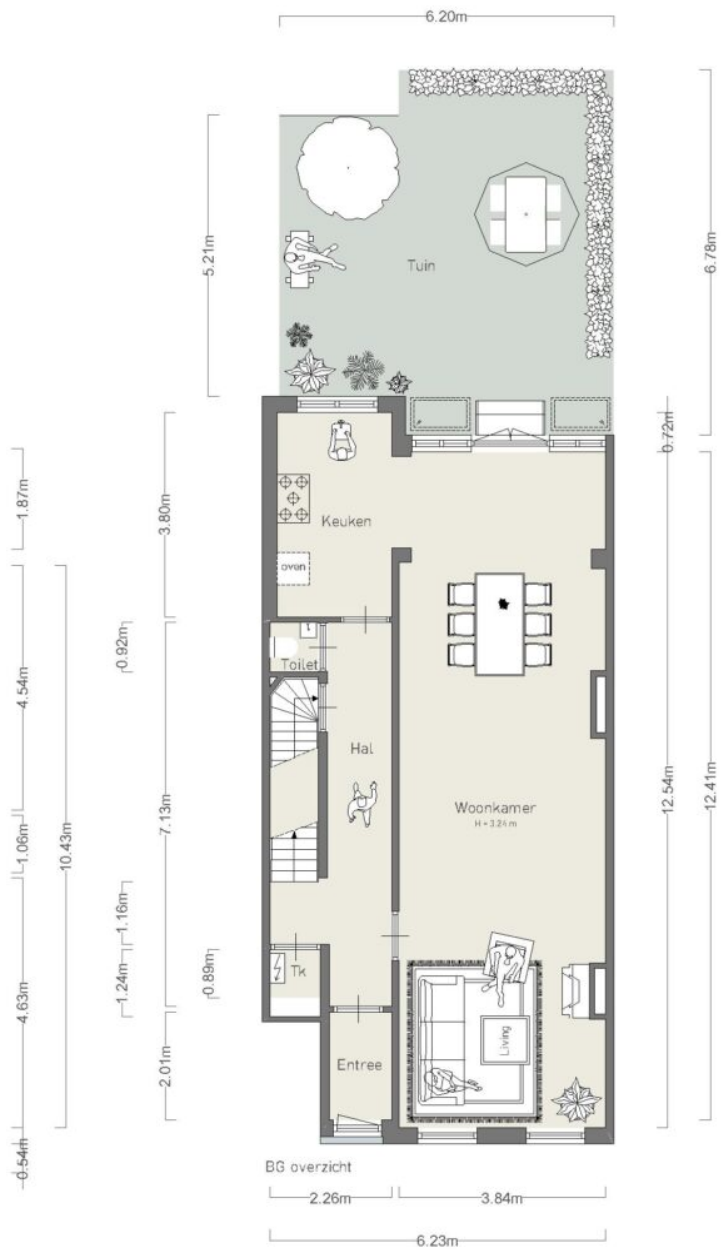 6.20m
5.21m
6.78m
Tuin
0.72m
1.87m
3.80m
Keuken
oven
0.92m
Toilet
4.54m
Hal
12.54m
12.41m
7.13m
Woonkamer
H = 3.24 m
1.06m
10.43m
1.16m
Tk
1.24m
0.89m
4.63m
Living
2.01m
Entree
0.54m
BG overzicht
2.26m
3.84m
6.23m